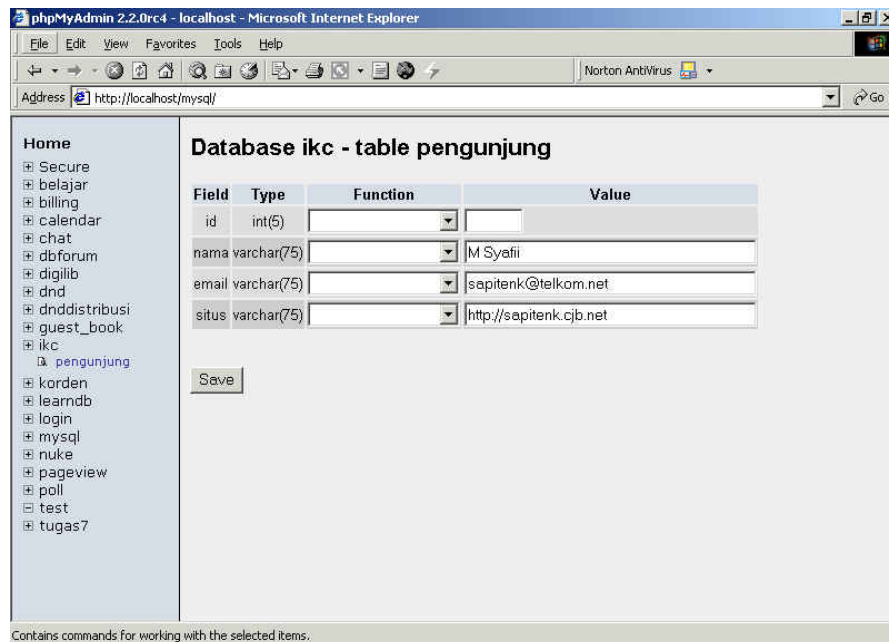 phpMyAdmin 2.2.0rc4 - localhost - Microsoft Internet Explorer
File Edit View Favorites Tools Help
Norton AntiVirus
Address http://localhost/mysql/ Go
Home
Secure
belajar
billing
calendar
chat
dbforum
digilib
dnd
dnddistribusi
guest_book
ikc
pengunjung
korden
learndb
login
mysql
nuke
pageview
poll
test
tugas7
Database ikc - table pengunjung
Field Type Function Value
id int(5)
nama varchar(75) M Syafii
email varchar(75) sapitenk@telkom.net
situs varchar(75) http://sapitenk.cjb.net
Save
Contains commands for working with the selected items.